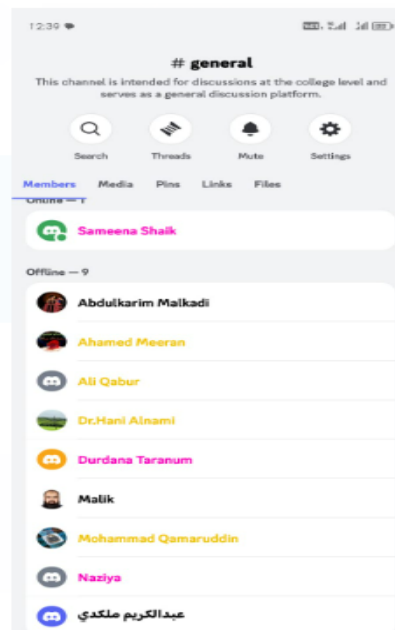 12:39
# general
This channel is intended for discussions at the college level and
serves as a general discussion platform.
Search Threads Mute Settings
Members Media Pins Links Files
Online — 1
Sameena Shaik
Offline — 9
Abdulkarim Malkadi
Ahamed Meeran
Ali Qabur
Dr.Hani Alnami
Durdana Taranum
Malik
Mohammad Qamaruddin
Naziya
عبدالكريم ملكدي